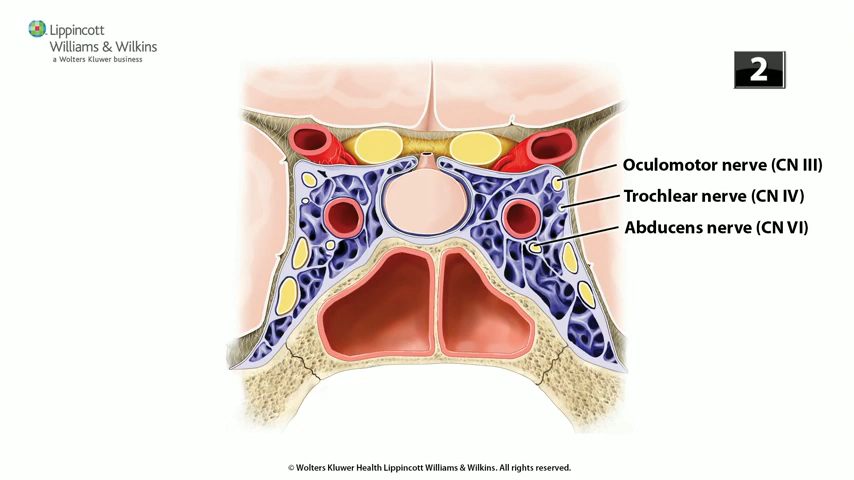 Lippincott
Williams & Wilkins
a Wolters Kluwer business
2
Oculomotor nerve (CN III)
Trochlear nerve (CN IV)
Abducens nerve (CN VI)
© Wolters Kluwer Health Lippincott Williams & Wilkins. All rights reserved.